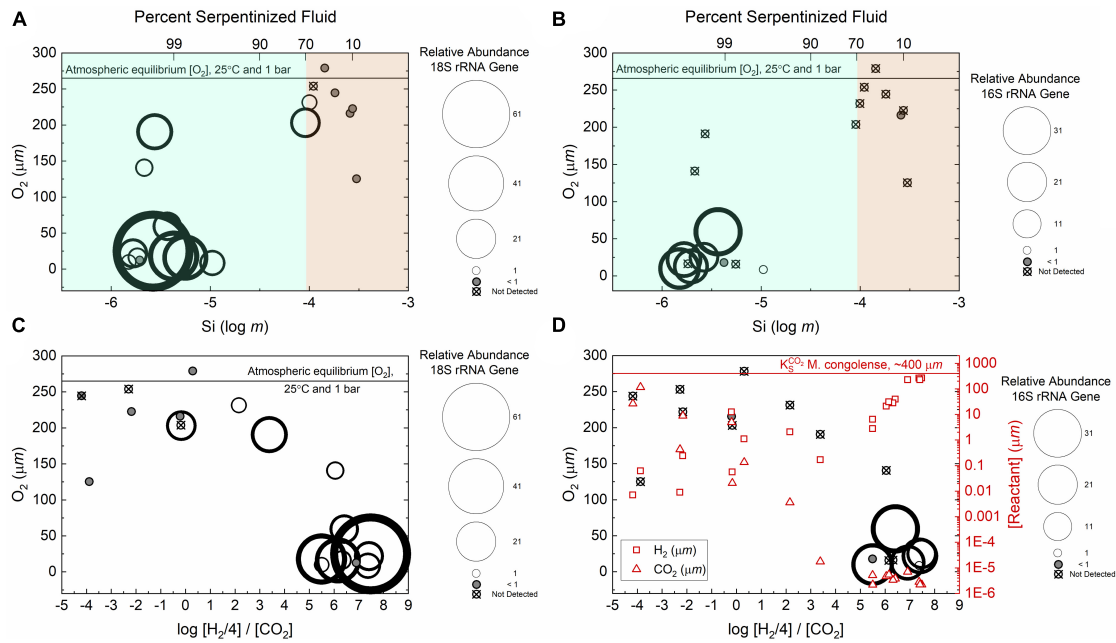 A
Percent Serpentinized Fluid
99 90 70 10
Atmospheric equilibrium [O₂], 25°C and 1 bar
O₂ (μm)
300
250
200
150
100
50
0
-6 -5 -4 -3
Si (log m)
Relative Abundance
18S rRNA Gene
61
41
21
1
< 1
Not Detected
B
Percent Serpentinized Fluid
99 90 70 10
Atmospheric equilibrium [O₂], 25°C and 1 bar
O₂ (μm)
300
250
200
150
100
50
0
-6 -5 -4 -3
Si (log m)
Relative Abundance
16S rRNA Gene
31
21
11
1
< 1
Not Detected
C
Atmospheric equilibrium [O₂],
25°C and 1 bar
O₂ (μm)
300
250
200
150
100
50
0
-5 -4 -3 -2 -1 0 1 2 3 4 5 6 7 8 9
log [H₂/4] / [CO₂]
Relative Abundance
18S rRNA Gene
61
41
21
1
< 1
Not Detected
D
K_S^CO₂ M. congolense, ~400 μm
O₂ (μm)
300
250
200
150
100
50
0
H₂ (μm)
CO₂ (μm)
-5 -4 -3 -2 -1 0 1 2 3 4 5 6 7 8 9
log [H₂/4] / [CO₂]
1000
100
10
1
0.1
0.01
0.001
1E-4
1E-5
1E-6
[Reactant] (μm)
Relative Abundance
16S rRNA Gene
31
21
11
1
< 1
Not Detected